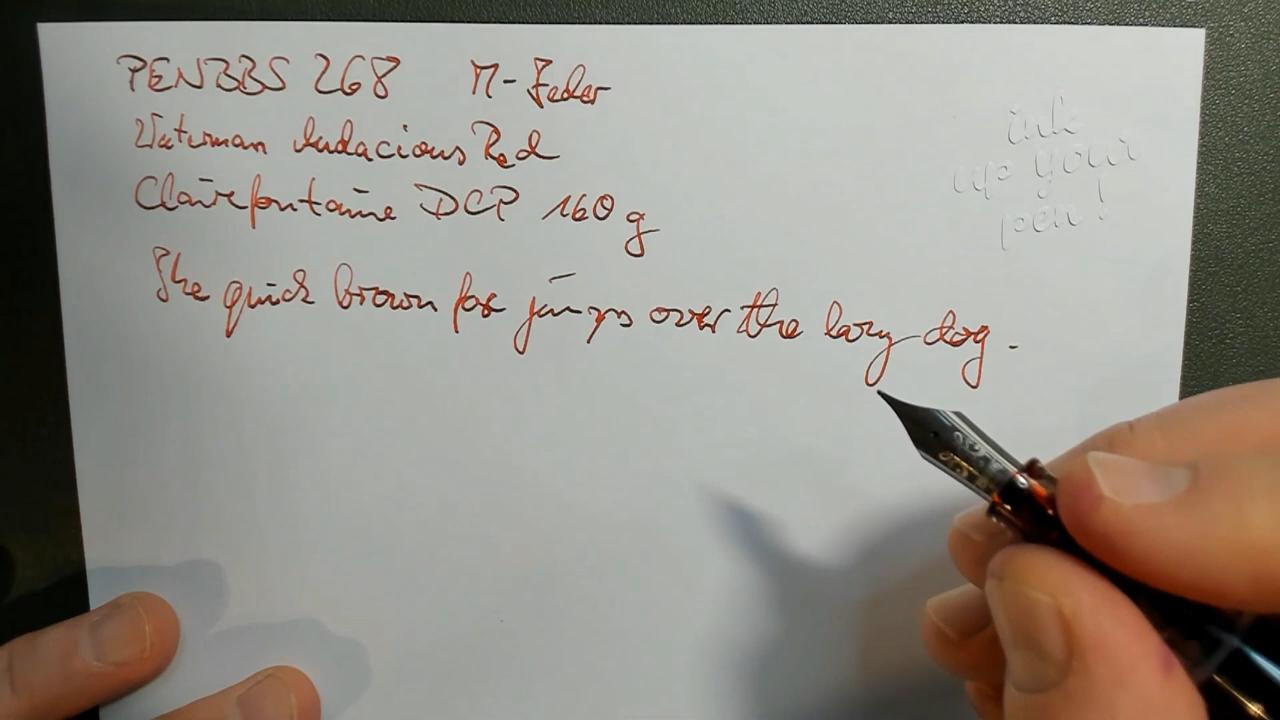 PENBBS 268 M-Feder
Waterman Audacious Red
Clairefontaine DCP 160 g
The quick brown fox jumps over the lazy dog.
ink
up your
pen!